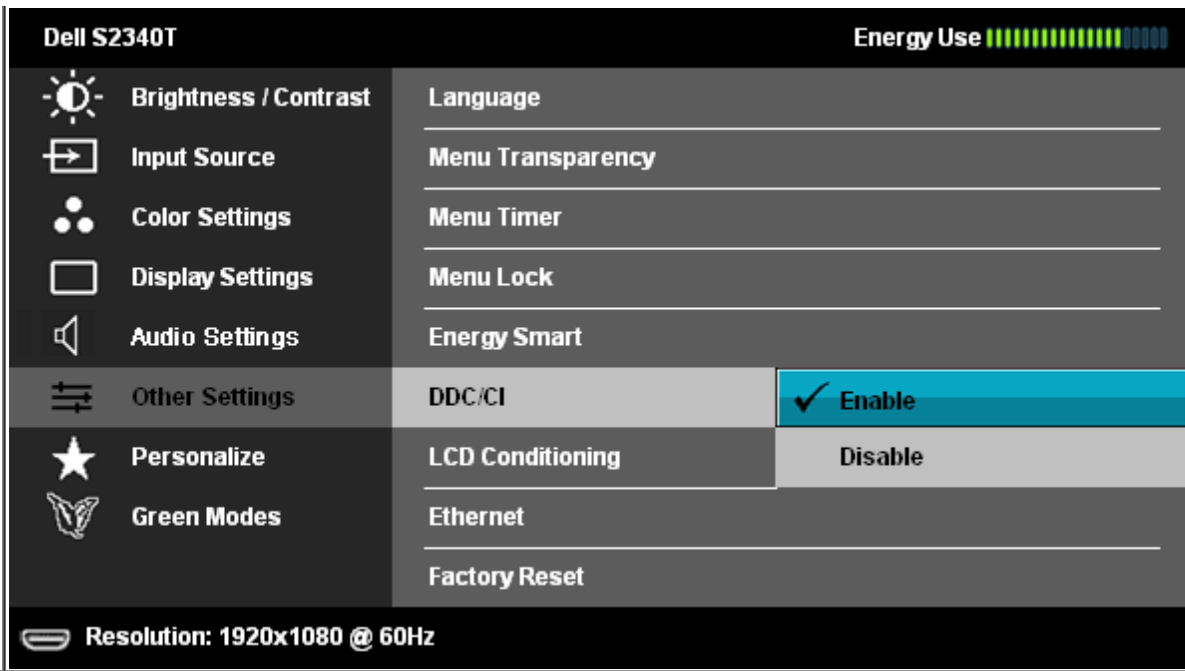 Dell S2340T Energy Use
Brightness / Contrast Language
Input Source Menu Transparency
Color Settings Menu Timer
Display Settings Menu Lock
Audio Settings Energy Smart
Other Settings DDC/CI Enable
Personalize LCD Conditioning Disable
Green Modes Ethernet
Factory Reset
Resolution: 1920x1080 @ 60Hz